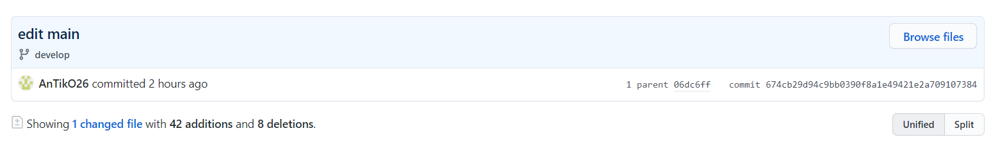 edit main
Browse files
develop
AnTikO26 committed 2 hours ago
1 parent 06dc6ff commit 674cb29d94c9bb0390f8a1e49421e2a709107384
Showing 1 changed file with 42 additions and 8 deletions.
Unified Split